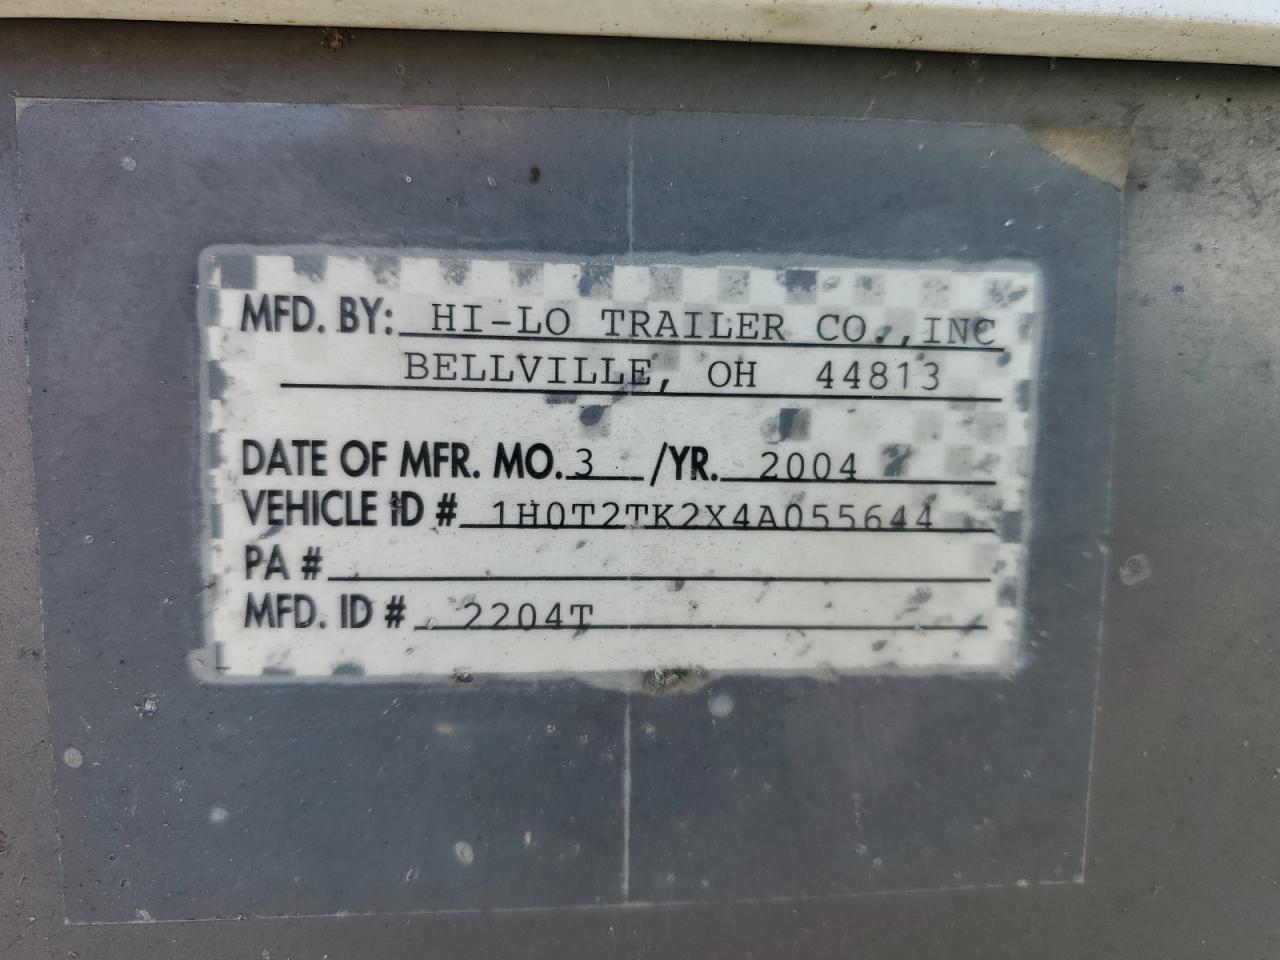 MFD. BY: HI-LO TRAILER CO.,INC
BELLVILLE, OH 44813
DATE OF MFR. MO. 3 /YR. 2004
VEHICLE ID # 1H0T2TK2X4A055644
PA #
MFD. ID # 2204T